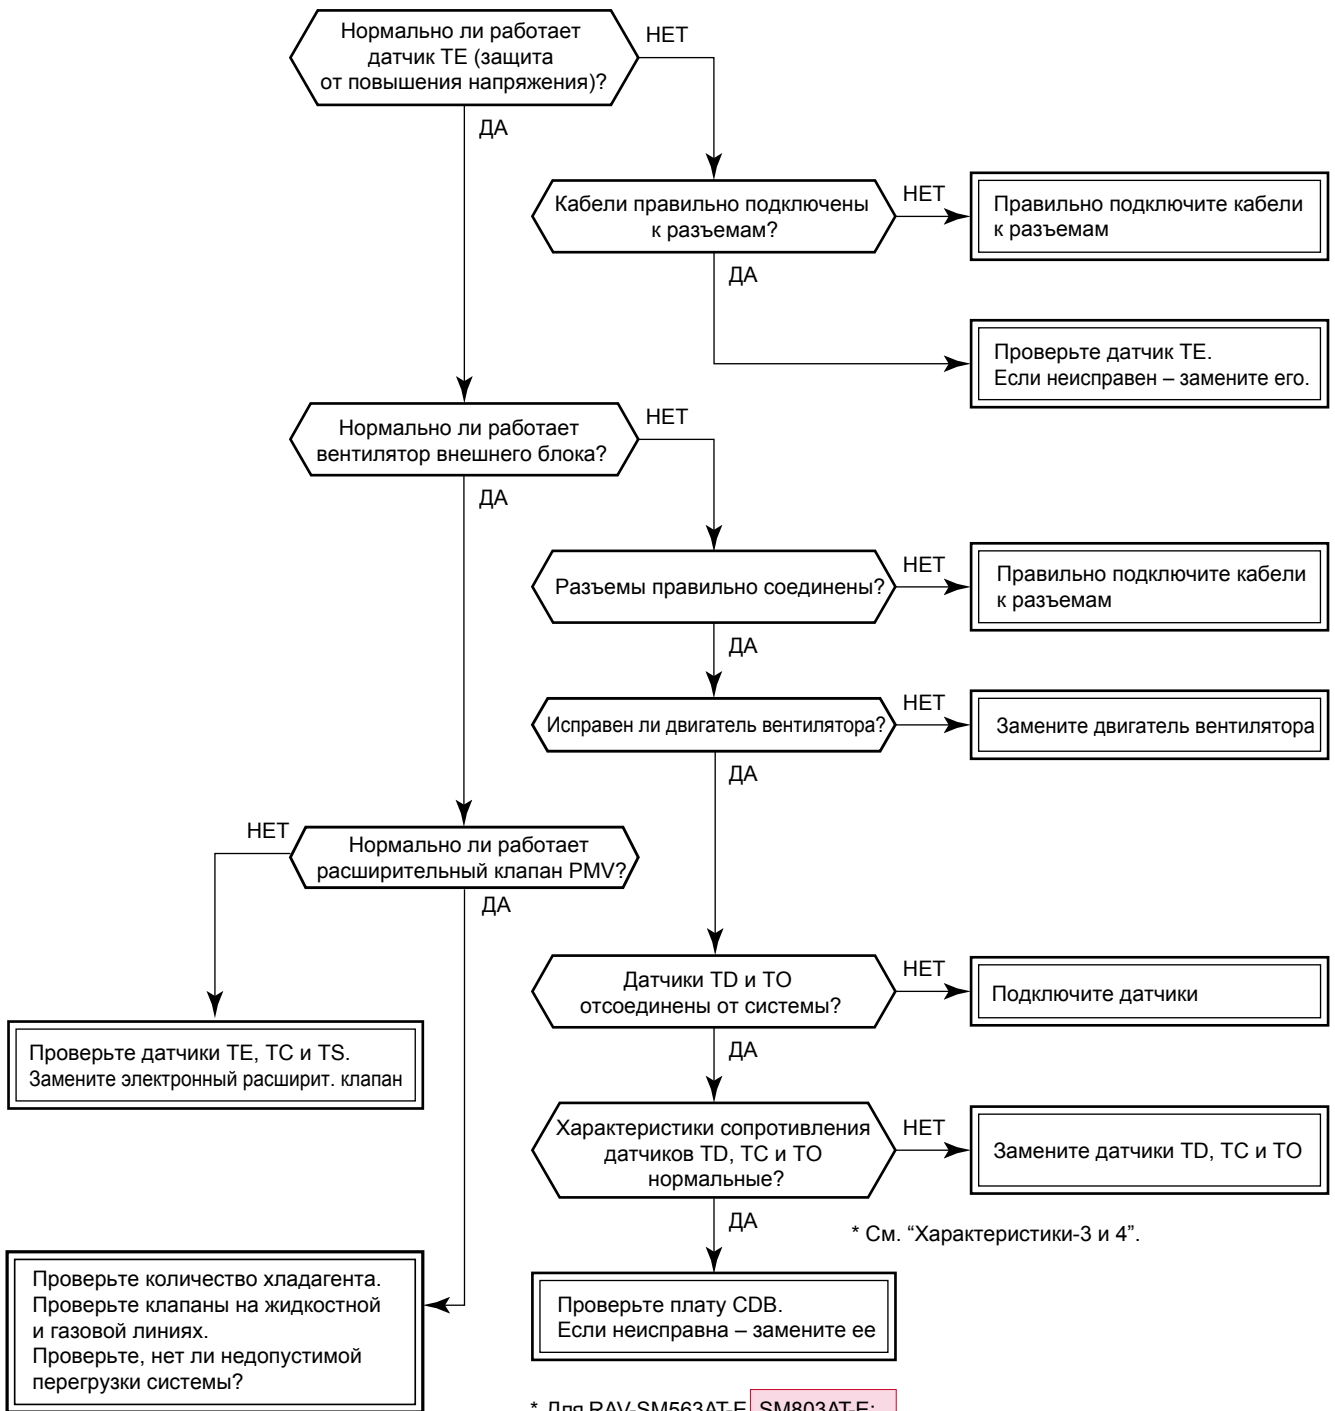 Нормально ли работает
датчик TE (защита
от повышения напряжения)?
НЕТ
ДА
Кабели правильно подключены
к разъемам?
НЕТ
Правильно подключите кабели
к разъемам
ДА
Проверьте датчик TE.
Если неисправен – замените его.
Нормально ли работает
вентилятор внешнего блока?
НЕТ
ДА
Разъемы правильно соединены?
НЕТ
Правильно подключите кабели
к разъемам
ДА
Исправен ли двигатель вентилятора?
НЕТ
Замените двигатель вентилятора
ДА
НЕТ
Нормально ли работает
расширительный клапан PMV?
ДА
Датчики TD и TO
отсоединены от системы?
НЕТ
Подключите датчики
ДА
Проверьте датчики TE, TC и TS.
Замените электронный расширит. клапан
Характеристики сопротивления
датчиков TD, TC и TO
нормальные?
НЕТ
Замените датчики TD, TC и TO
ДА
* См. “Характеристики-3 и 4”.
Проверьте количество хладагента.
Проверьте клапаны на жидкостной
и газовой линиях.
Проверьте, нет ли недопустимой
перегрузки системы?
Проверьте плату CDB.
Если неисправна – замените ее
* Для RAV-SM563AT-E SM803AT-E: